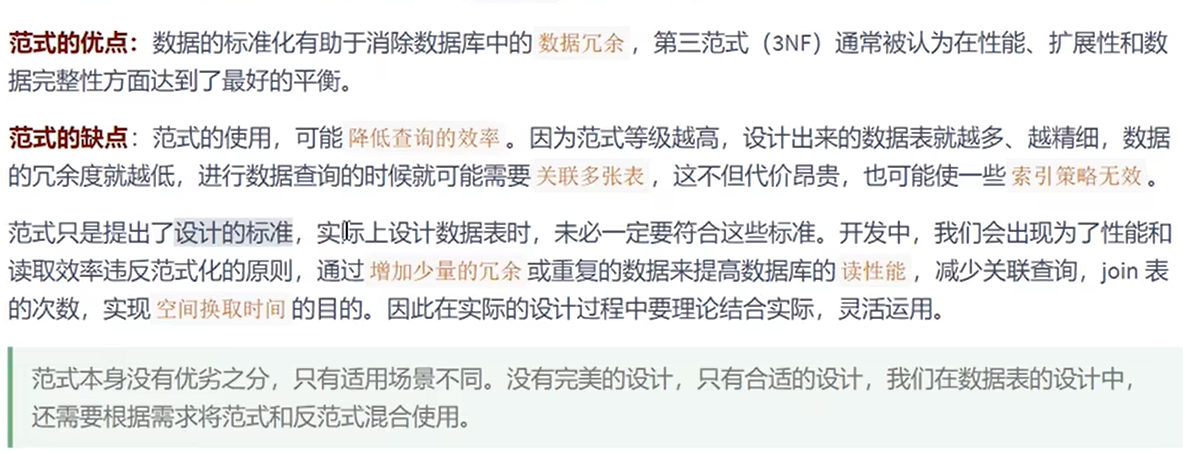 范式的优点：数据的标准化有助于消除数据库中的 数据冗余 ，第三范式（3NF）通常被认为在性能、扩展性和数
据完整性方面达到了最好的平衡。
范式的缺点：范式的使用，可能 降低查询的效率 。因为范式等级越高，设计出来的数据表就越多、越精细，数据
的冗余度就越低，进行数据查询的时候就可能需要 关联多张表 ，这不但代价昂贵，也可能使一些 索引策略无效 。
范式只是提出了设计的标准，实际上设计数据表时，未必一定要符合这些标准。开发中，我们会出现为了性能和
读取效率违反范式化的原则，通过 增加少量的冗余 或重复的数据来提高数据库的 读性能 ，减少关联查询，join 表
的次数，实现 空间换取时间 的目的。因此在实际的设计过程中要理论结合实际，灵活运用。
范式本身没有优劣之分，只有适用场景不同。没有完美的设计，只有合适的设计，我们在数据表的设计中，
还需要根据需求将范式和反范式混合使用。